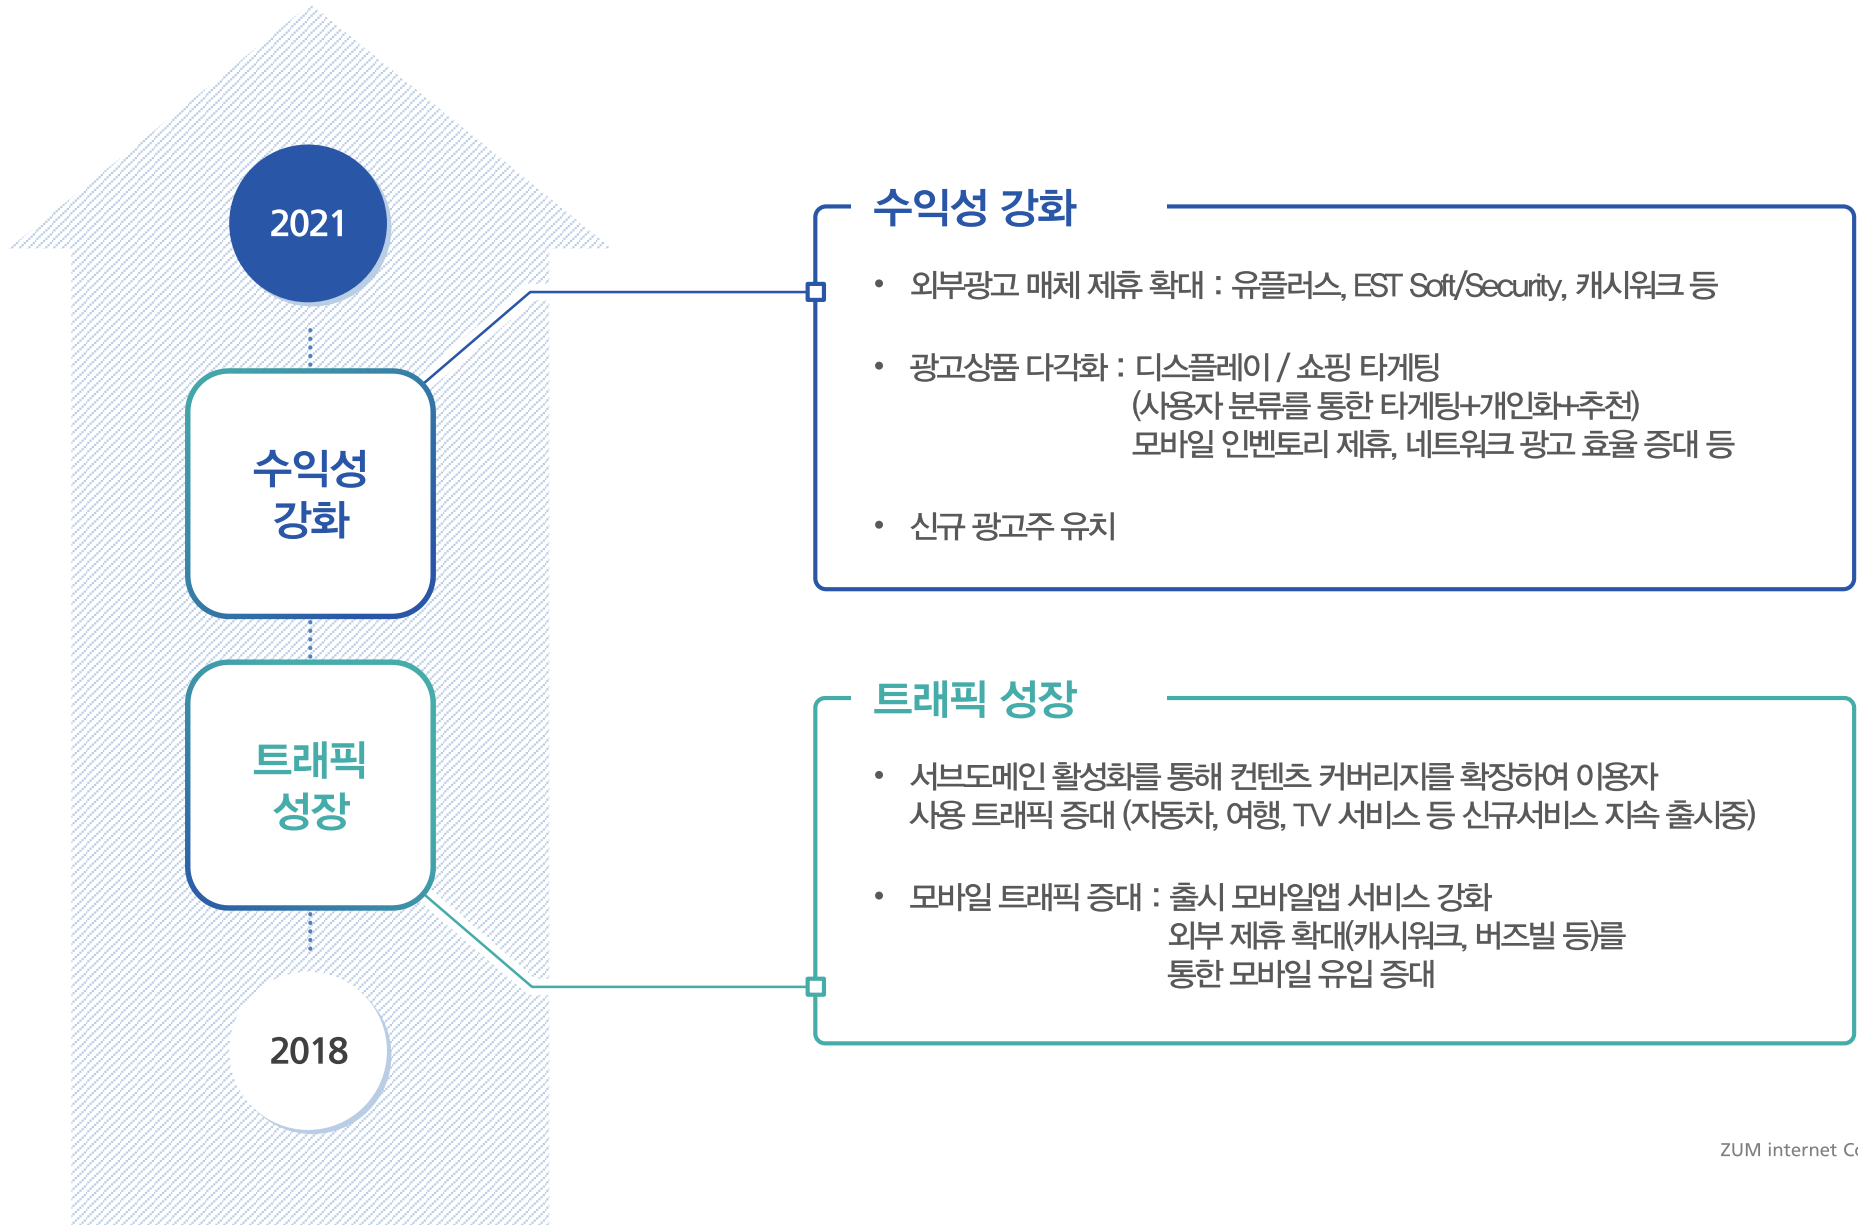 2021
수익성
강화
트래픽
성장
2018
수익성 강화
• 외부광고 매체 제휴 확대 : 유플러스, EST Soft/Security, 캐시워크 등
• 광고상품 다각화 : 디스플레이 / 쇼핑 타게팅
(사용자 분류를 통한 타게팅+개인화+추천)
모바일 인벤토리 제휴, 네트워크 광고 효율 증대 등
• 신규 광고주 유치
트래픽 성장
• 서브도메인 활성화를 통해 컨텐츠 커버리지를 확장하여 이용자
사용 트래픽 증대 (자동차, 여행, TV 서비스 등 신규서비스 지속 출시중)
• 모바일 트래픽 증대 : 출시 모바일앱 서비스 강화
외부 제휴 확대(캐시워크, 버즈빌 등)를
통한 모바일 유입 증대
ZUM internet